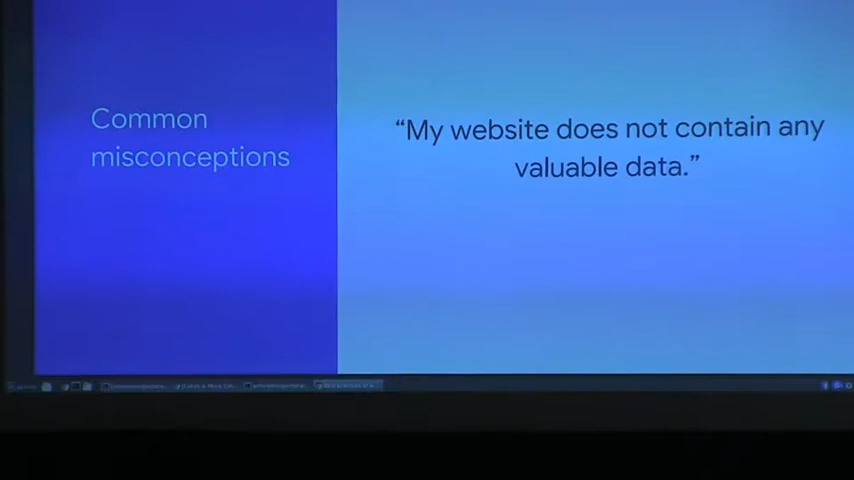 Common
misconceptions
“My website does not contain any
valuable data.”